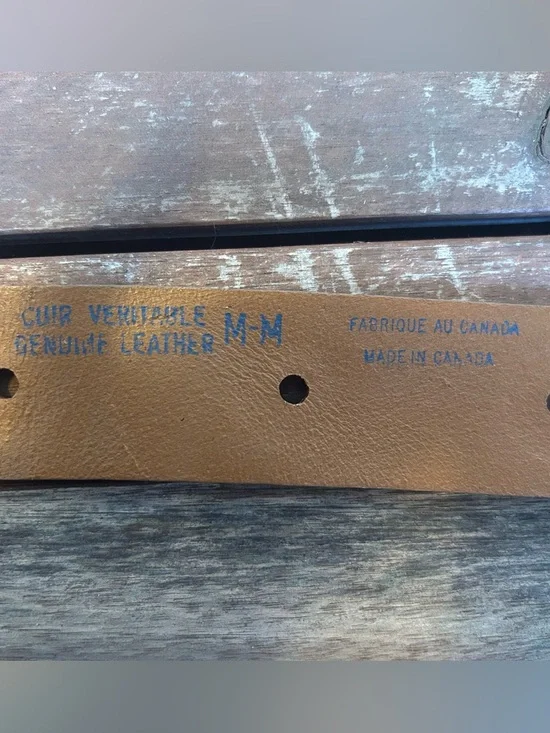 CUIR VERITABLE
GENUINE LEATHER
M-M
FABRIQUE AU CANADA
MADE IN CANADA